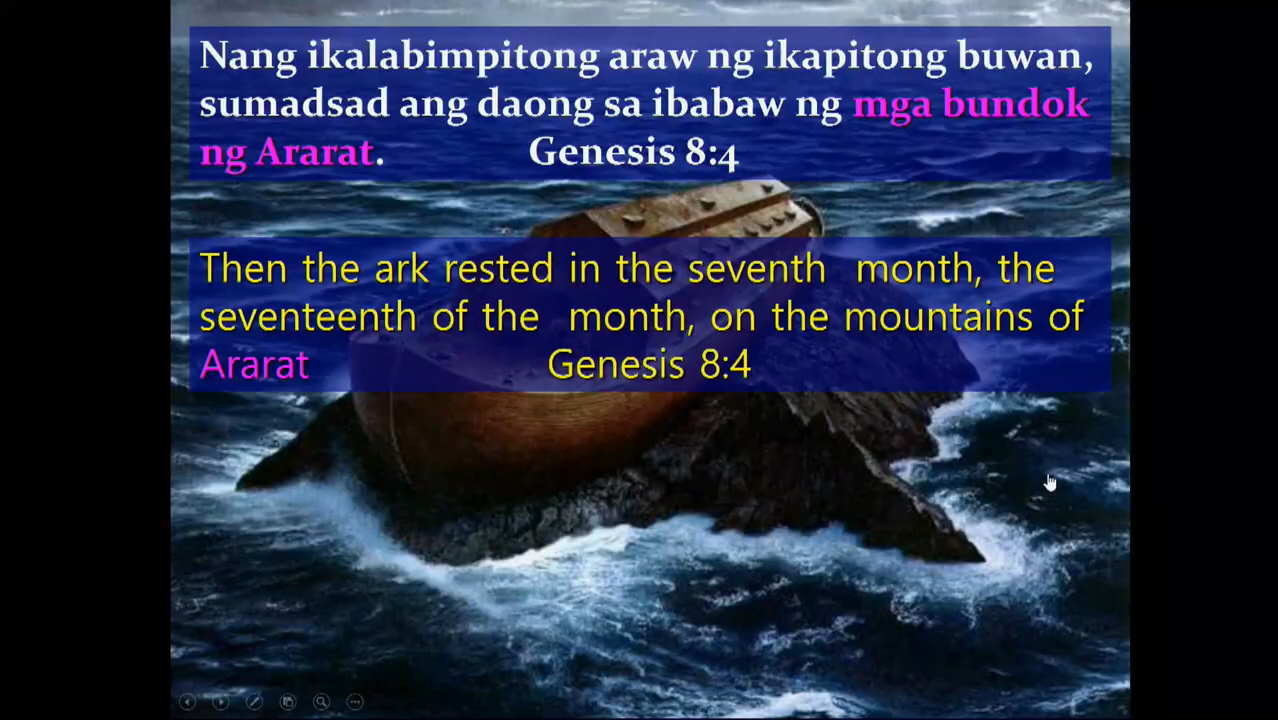 Nang ikalabimpitong araw ng ikapitong buwan,
sumadsad ang daong sa ibabaw ng mga bundok
ng Ararat. Genesis 8:4
Then the ark rested in the seventh month, the
seventeenth of the month, on the mountains of
Ararat Genesis 8:4